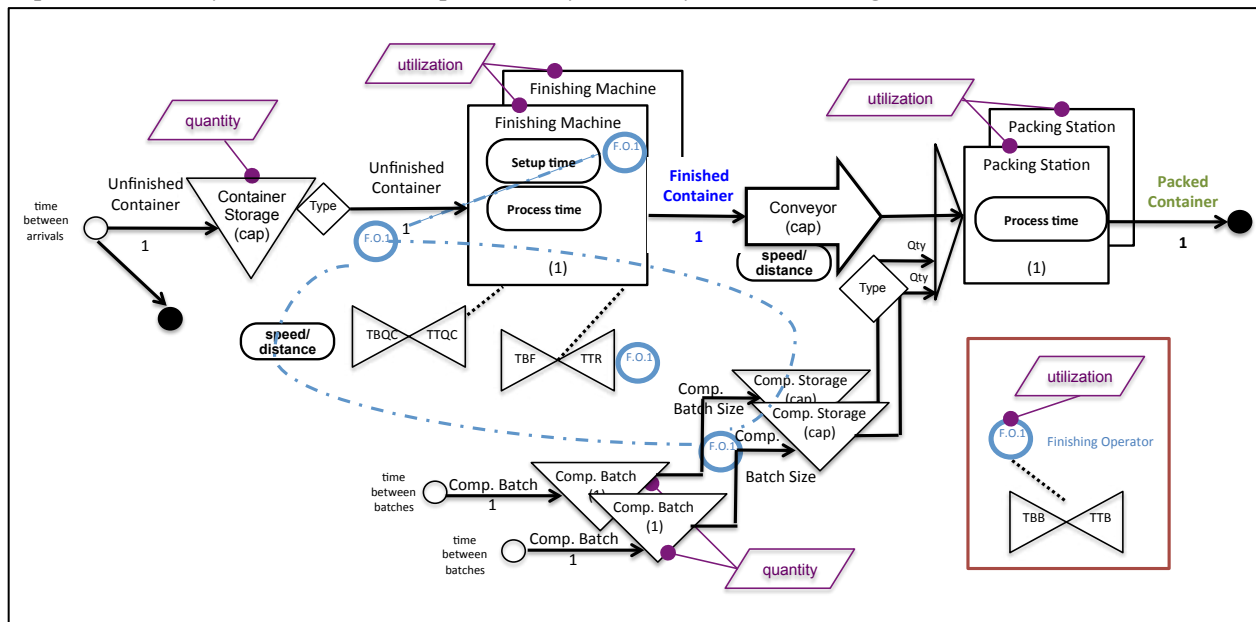 utilization
Finishing Machine
Finishing Machine
Setup time
F.O.1
Process time
(1)
quantity
Unfinished
Container
1
time
between
arrivals
Container
Storage
(cap)
Type
Unfinished
Container
1
F.O.1
speed/
distance
TBQC
TTQC
TBF
TTR
F.O.1
Finished
Container
1
Conveyor
(cap)
speed/
distance
Type
Qty
Qty
utilization
Packing Station
Packing Station
Process time
(1)
Packed
Container
1
Comp.
Batch Size
Comp. Storage
(cap)
Comp. Storage
(cap)
F.O.1
Comp.
Batch Size
time
between
batches
Comp. Batch
1
Comp. Batch
(1)
Comp. Batch
(1)
time
between
batches
Comp. Batch
1
quantity
utilization
F.O.1
Finishing Operator
TBB
TTB